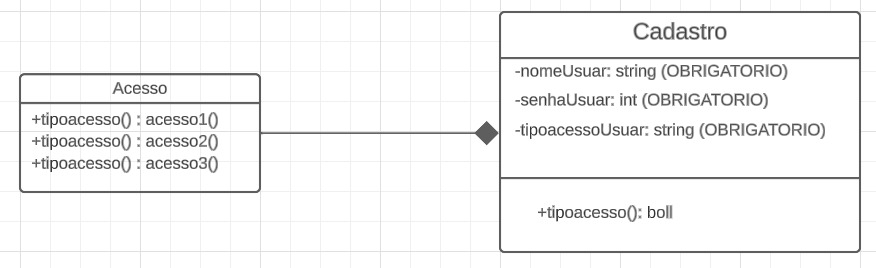 Acesso
+tipoacesso() : acesso1()
+tipoacesso() : acesso2()
+tipoacesso() : acesso3()
Cadastro
-nomeUsuar: string (OBRIGATORIO)
-senhaUsuar: int (OBRIGATORIO)
-tipoacessoUsuar: string (OBRIGATORIO)
+tipoacesso(): boll